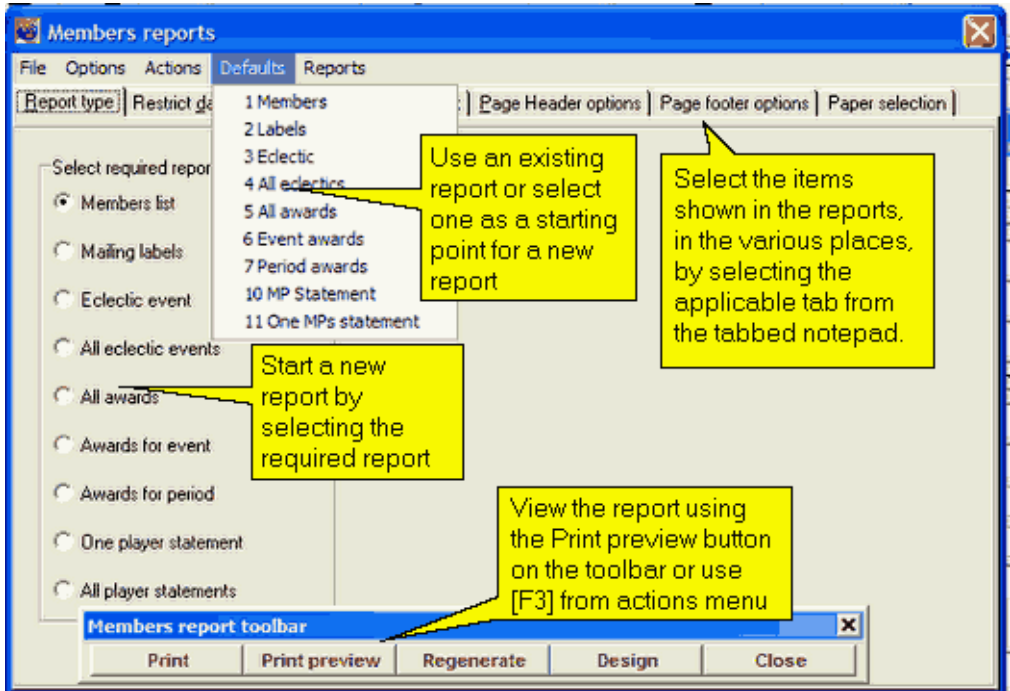 Members reports
File Options Actions Defaults Reports
Report type Restrict da Page Header options Page footer options Paper selection
1 Members
2 Labels
3 Eclectic
4 All eclectics
5 All awards
6 Event awards
7 Period awards
10 MP Statement
11 One MPs statement
Use an existing
report or select
one as a starting
point for a new
report
Select the items
shown in the reports,
in the various places,
by selecting the
applicable tab from
the tabbed notepad.
Select required repor
Members list
Mailing labels
Eclectic event
All eclectic events
All awards
Awards for event
Awards for period
One player statement
All player statements
Start a new
report by
selecting the
required report
View the report using
the Print preview button
on the toolbar or use
[F3] from actions menu
Members report toolbar
Print Print preview Regenerate Design Close